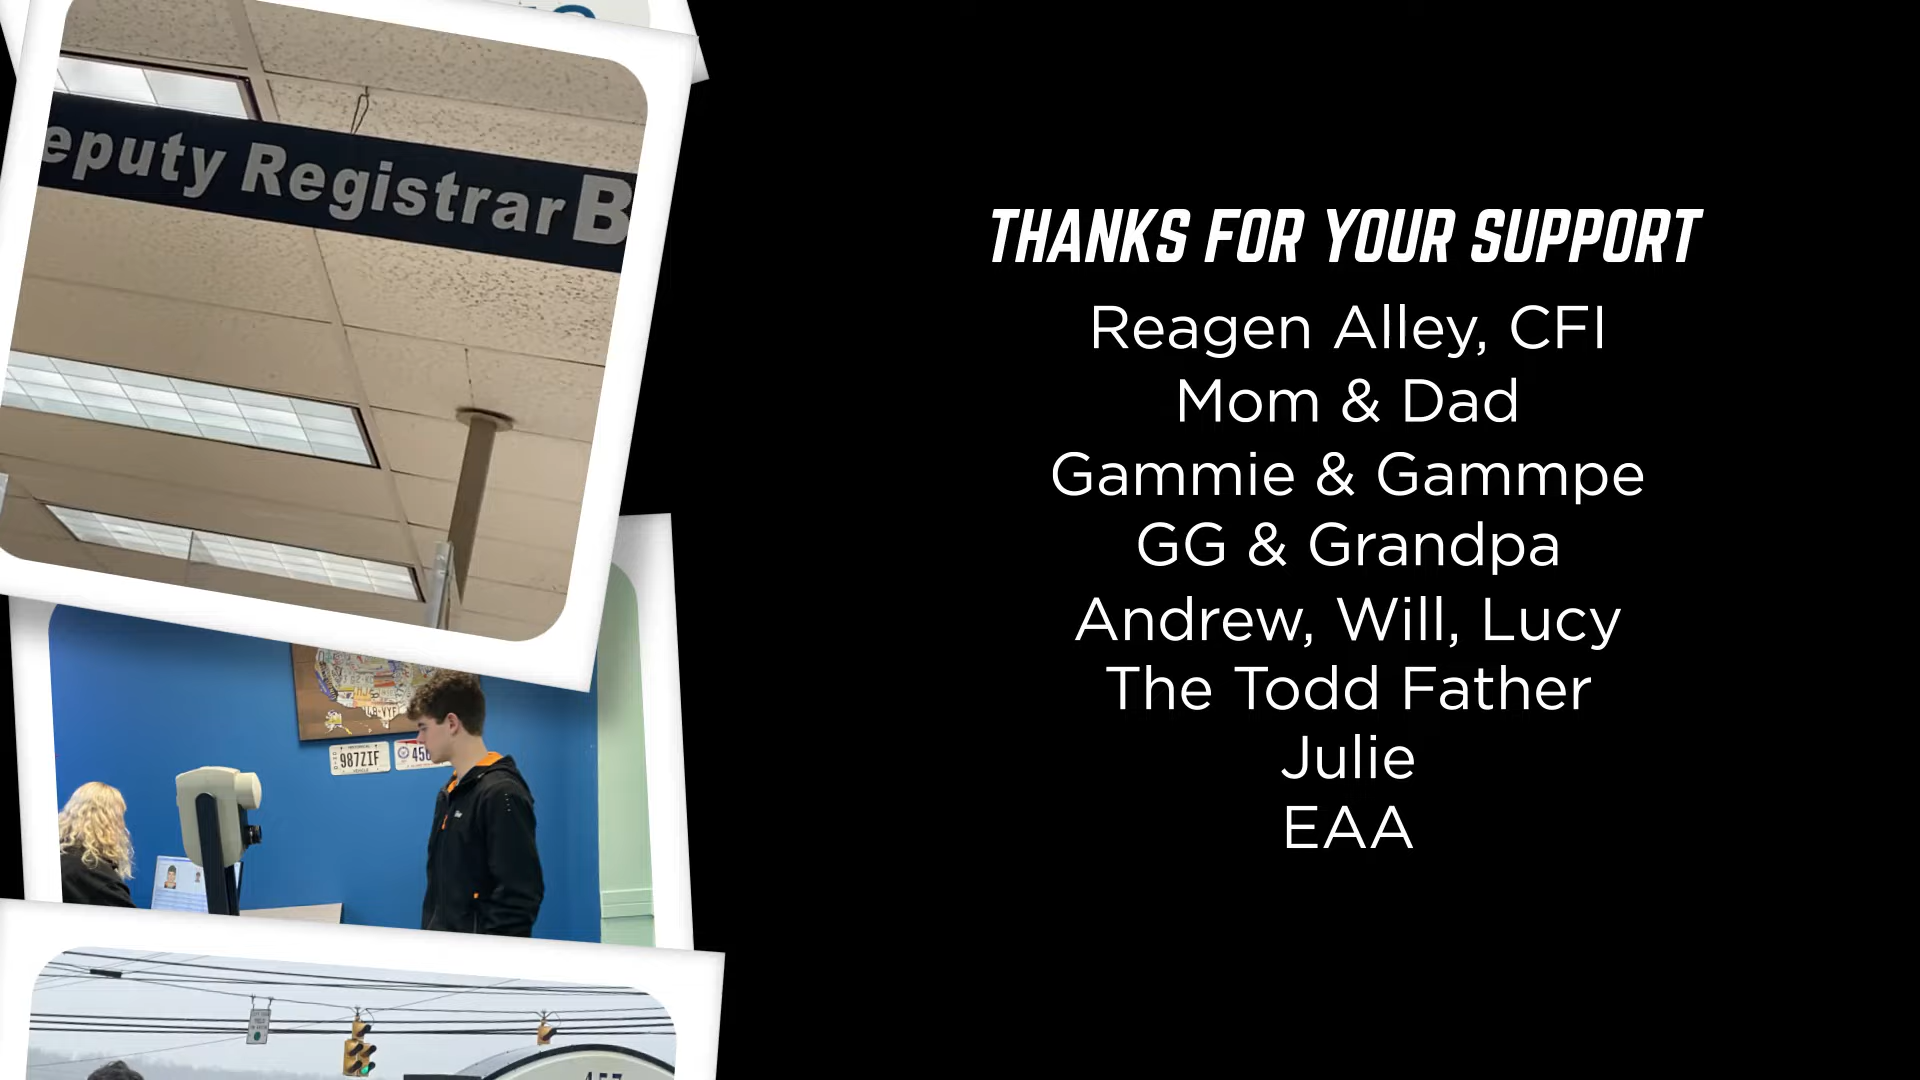 eputy Registrar B
987ZIF
THANKS FOR YOUR SUPPORT
Reagen Alley, CFI
Mom & Dad
Gammie & Gammpe
GG & Grandpa
Andrew, Will, Lucy
The Todd Father
Julie
EAA